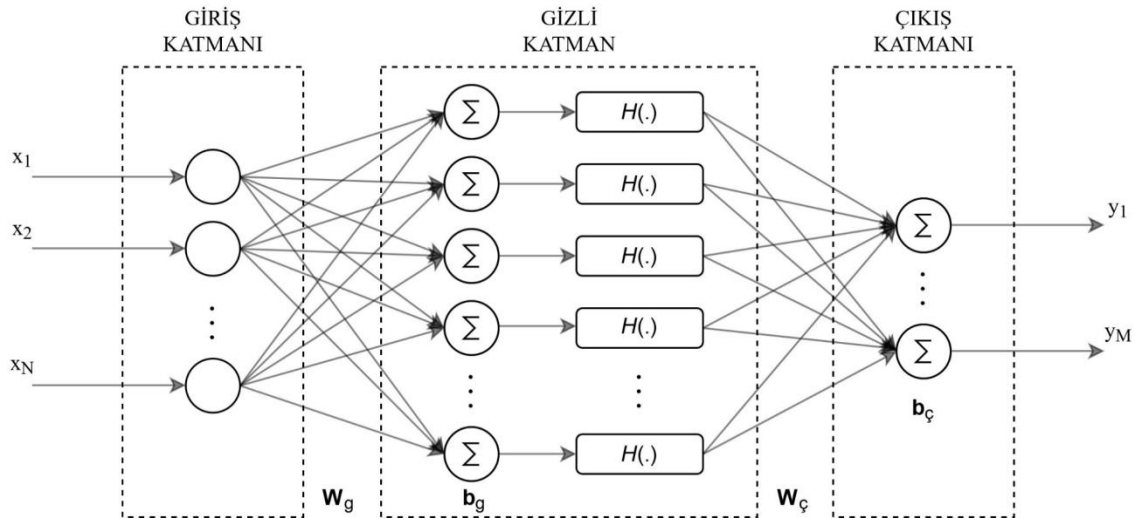 GİRİŞ
KATMANI
GİZLİ
KATMAN
ÇIKIŞ
KATMANI
x1
x2
xN
Σ
Σ
Σ
Σ
Σ
H(.)
H(.)
H(.)
H(.)
H(.)
Σ
Σ
y1
yM
Wg
bg
Wç
bç